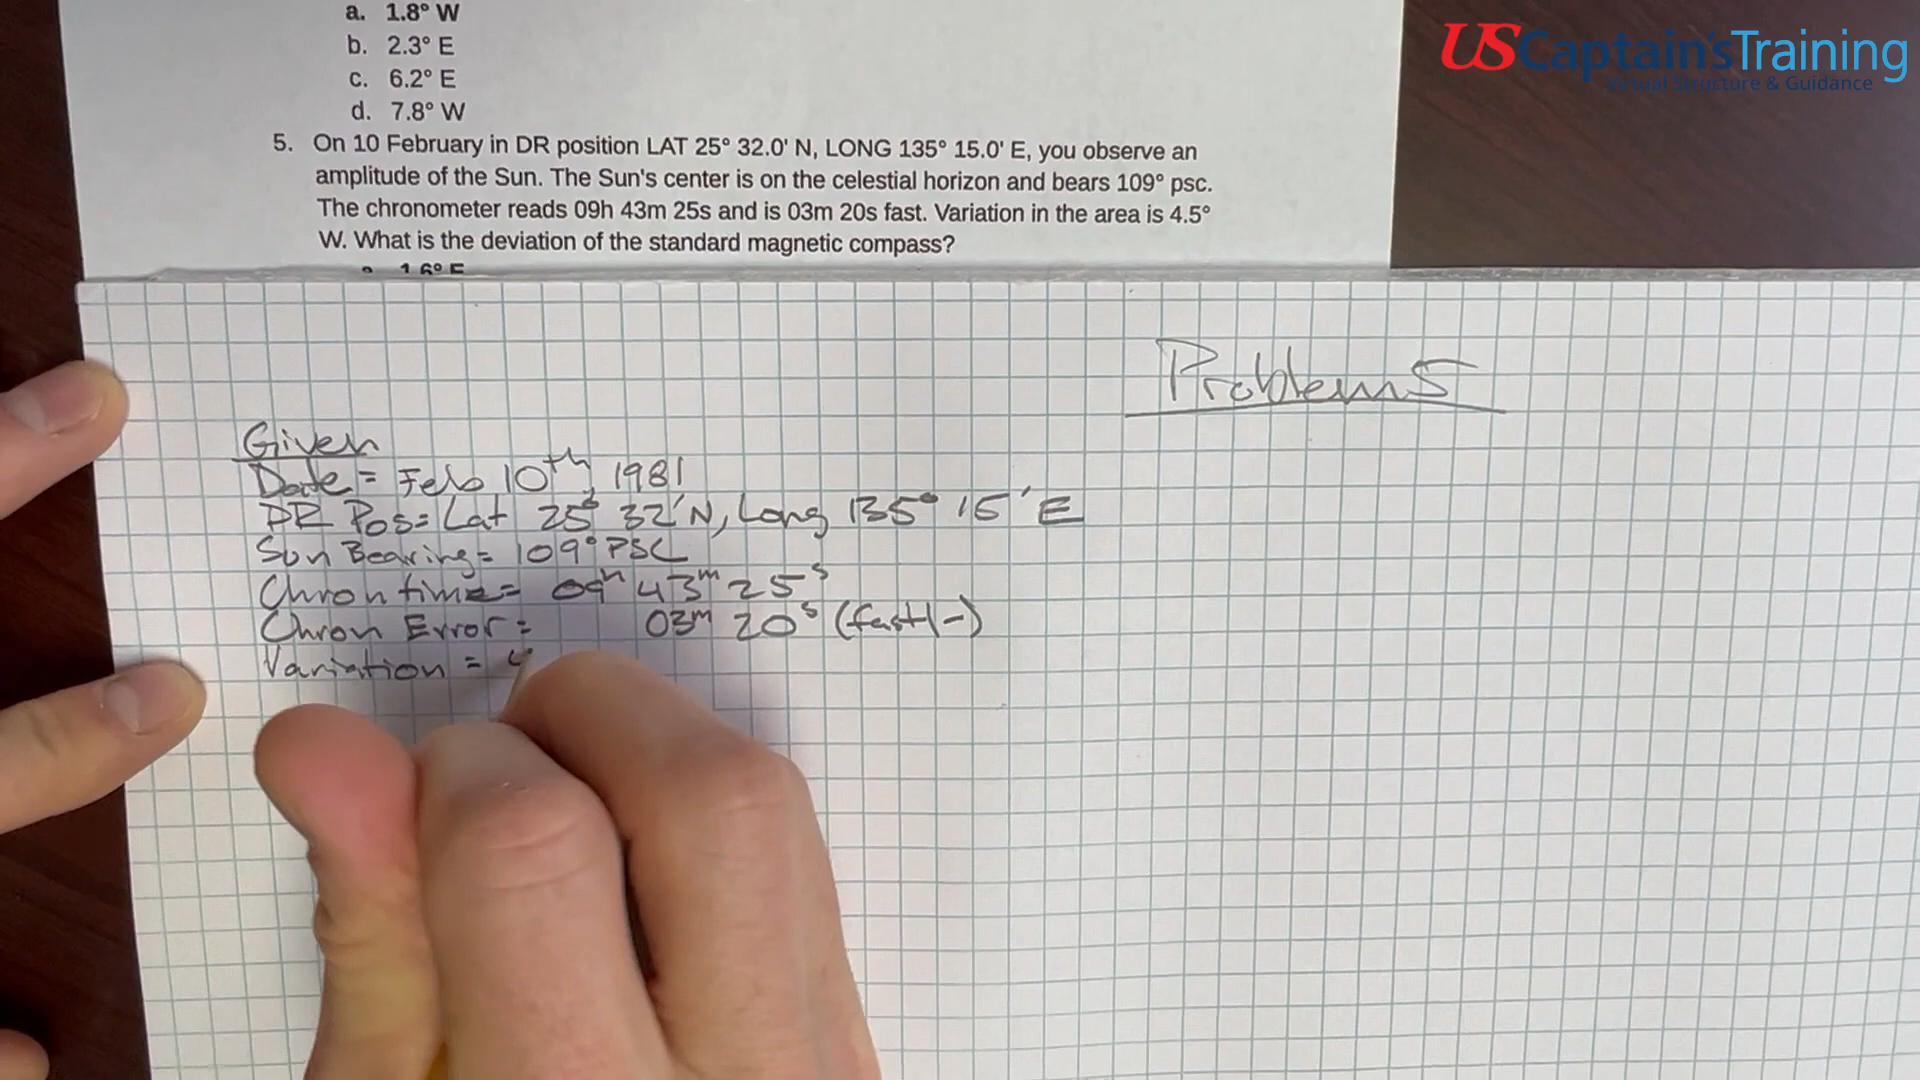 a. 1.8° W
b. 2.3° E
c. 6.2° E
d. 7.8° W
5. On 10 February in DR position LAT 25° 32.0' N, LONG 135° 15.0' E, you observe an
amplitude of the Sun. The Sun's center is on the celestial horizon and bears 109° psc.
The chronometer reads 09h 43m 25s and is 03m 20s fast. Variation in the area is 4.5°
W. What is the deviation of the standard magnetic compass?
USCaptain'sTraining
Virtual Structure & Guidance
Problem 5
Given
Date = Feb 10th, 1981
DR Pos = Lat 25° 32' N, Long 135° 15' E
Sun Bearing = 109° PSC
Chron time = 09h 43m 25s
Chron Error = 03m 20s (fast/-)
Variation = 4